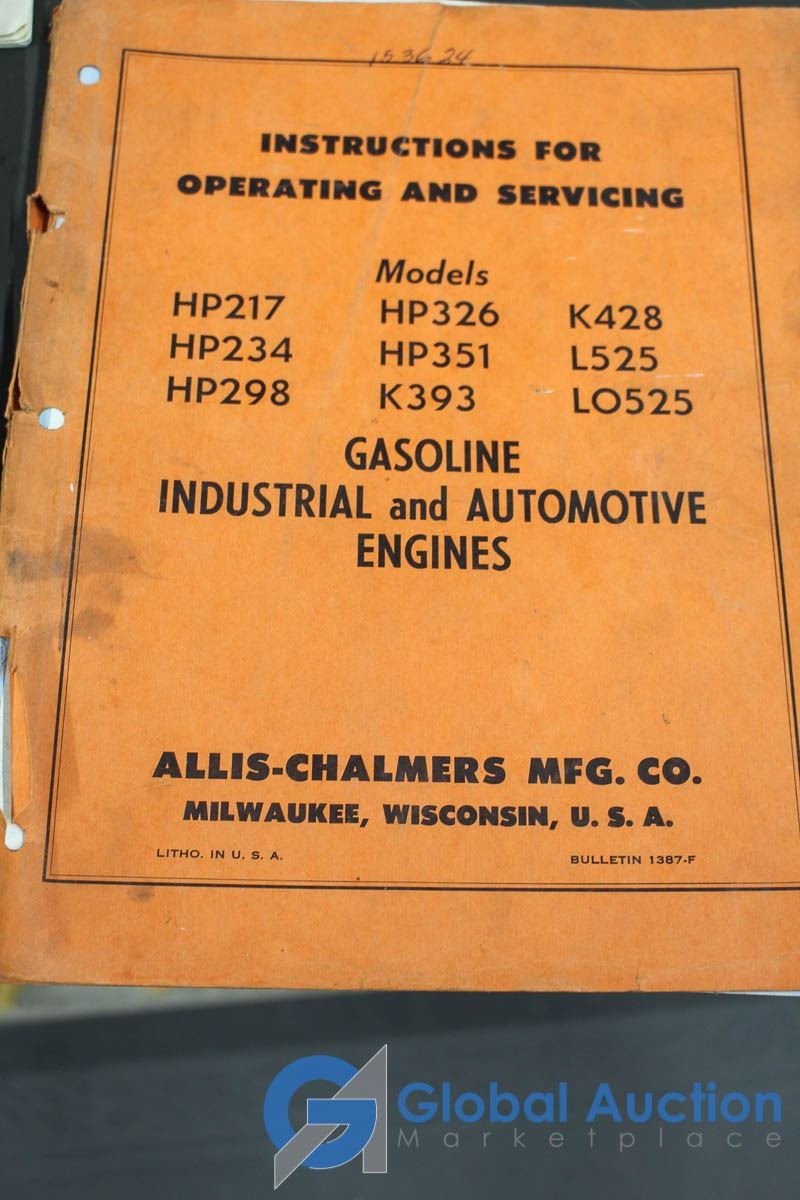 153624
INSTRUCTIONS FOR
OPERATING AND SERVICING
Models
HP217 HP326 K428
HP234 HP351 L525
HP298 K393 LO525
GASOLINE
INDUSTRIAL and AUTOMOTIVE
ENGINES
ALLIS-CHALMERS MFG. CO.
MILWAUKEE, WISCONSIN, U. S. A.
LITHO. IN U. S. A. BULLETIN 1387-F
GA Global Auction
Marketplace